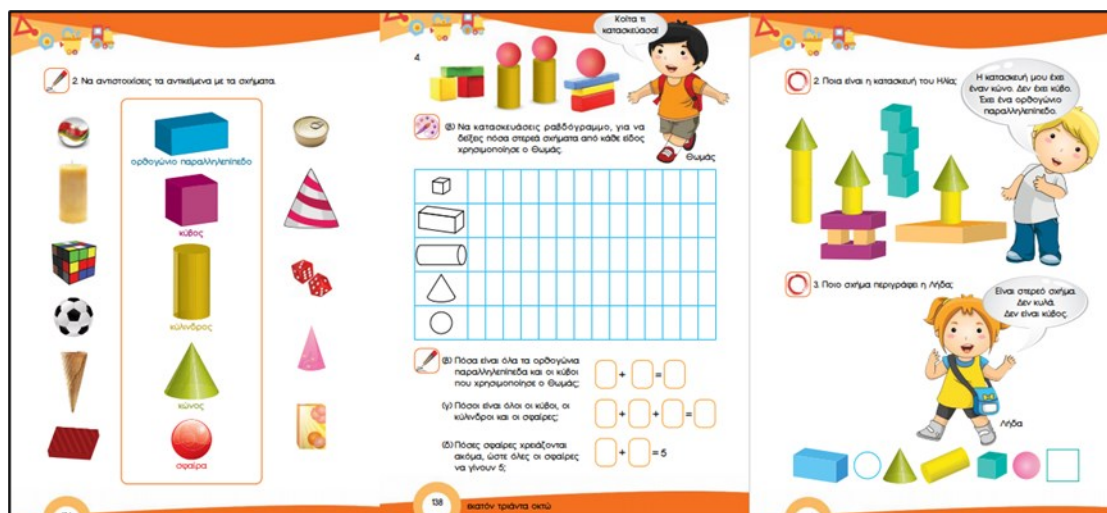 2. Να αντιστοιχίσεις τα αντικείμενα με τα σχήματα.
ορθογώνιο παραλληλεπίπεδο
κύβος
κύλινδρος
κώνος
σφαίρα
4.
Κοίτα τι
κατασκεύασα!
Θωμάς
(α) Να κατασκευάσεις ραβδόγραμμο, για να
δείξεις πόσα στερεά σχήματα από κάθε είδος
χρησιμοποίησε ο Θωμάς.
(β) Πόσα είναι όλα τα ορθογώνια
παραλληλεπίπεδα και οι κύβοι
που χρησιμοποίησε ο Θωμάς;
+ =
(γ) Πόσοι είναι όλοι οι κύβοι, οι
κύλινδροι και οι σφαίρες;
+ + =
(δ) Πόσες σφαίρες χρειάζονται
ακόμα, ώστε όλες οι σφαίρες
να γίνουν 5;
+ = 5
138 εκατόν τριάντα οκτώ
2. Ποια είναι η κατασκευή του Ηλία;
Η κατασκευή μου έχει
έναν κώνο. Δεν έχει κύβο.
Έχει ένα ορθογώνιο
παραλληλεπίπεδο.
3. Ποιο σχήμα περιγράφει η Λήδα;
Είναι στερεό σχήμα.
Δεν κυλά.
Δεν είναι κύβος.
Λήδα